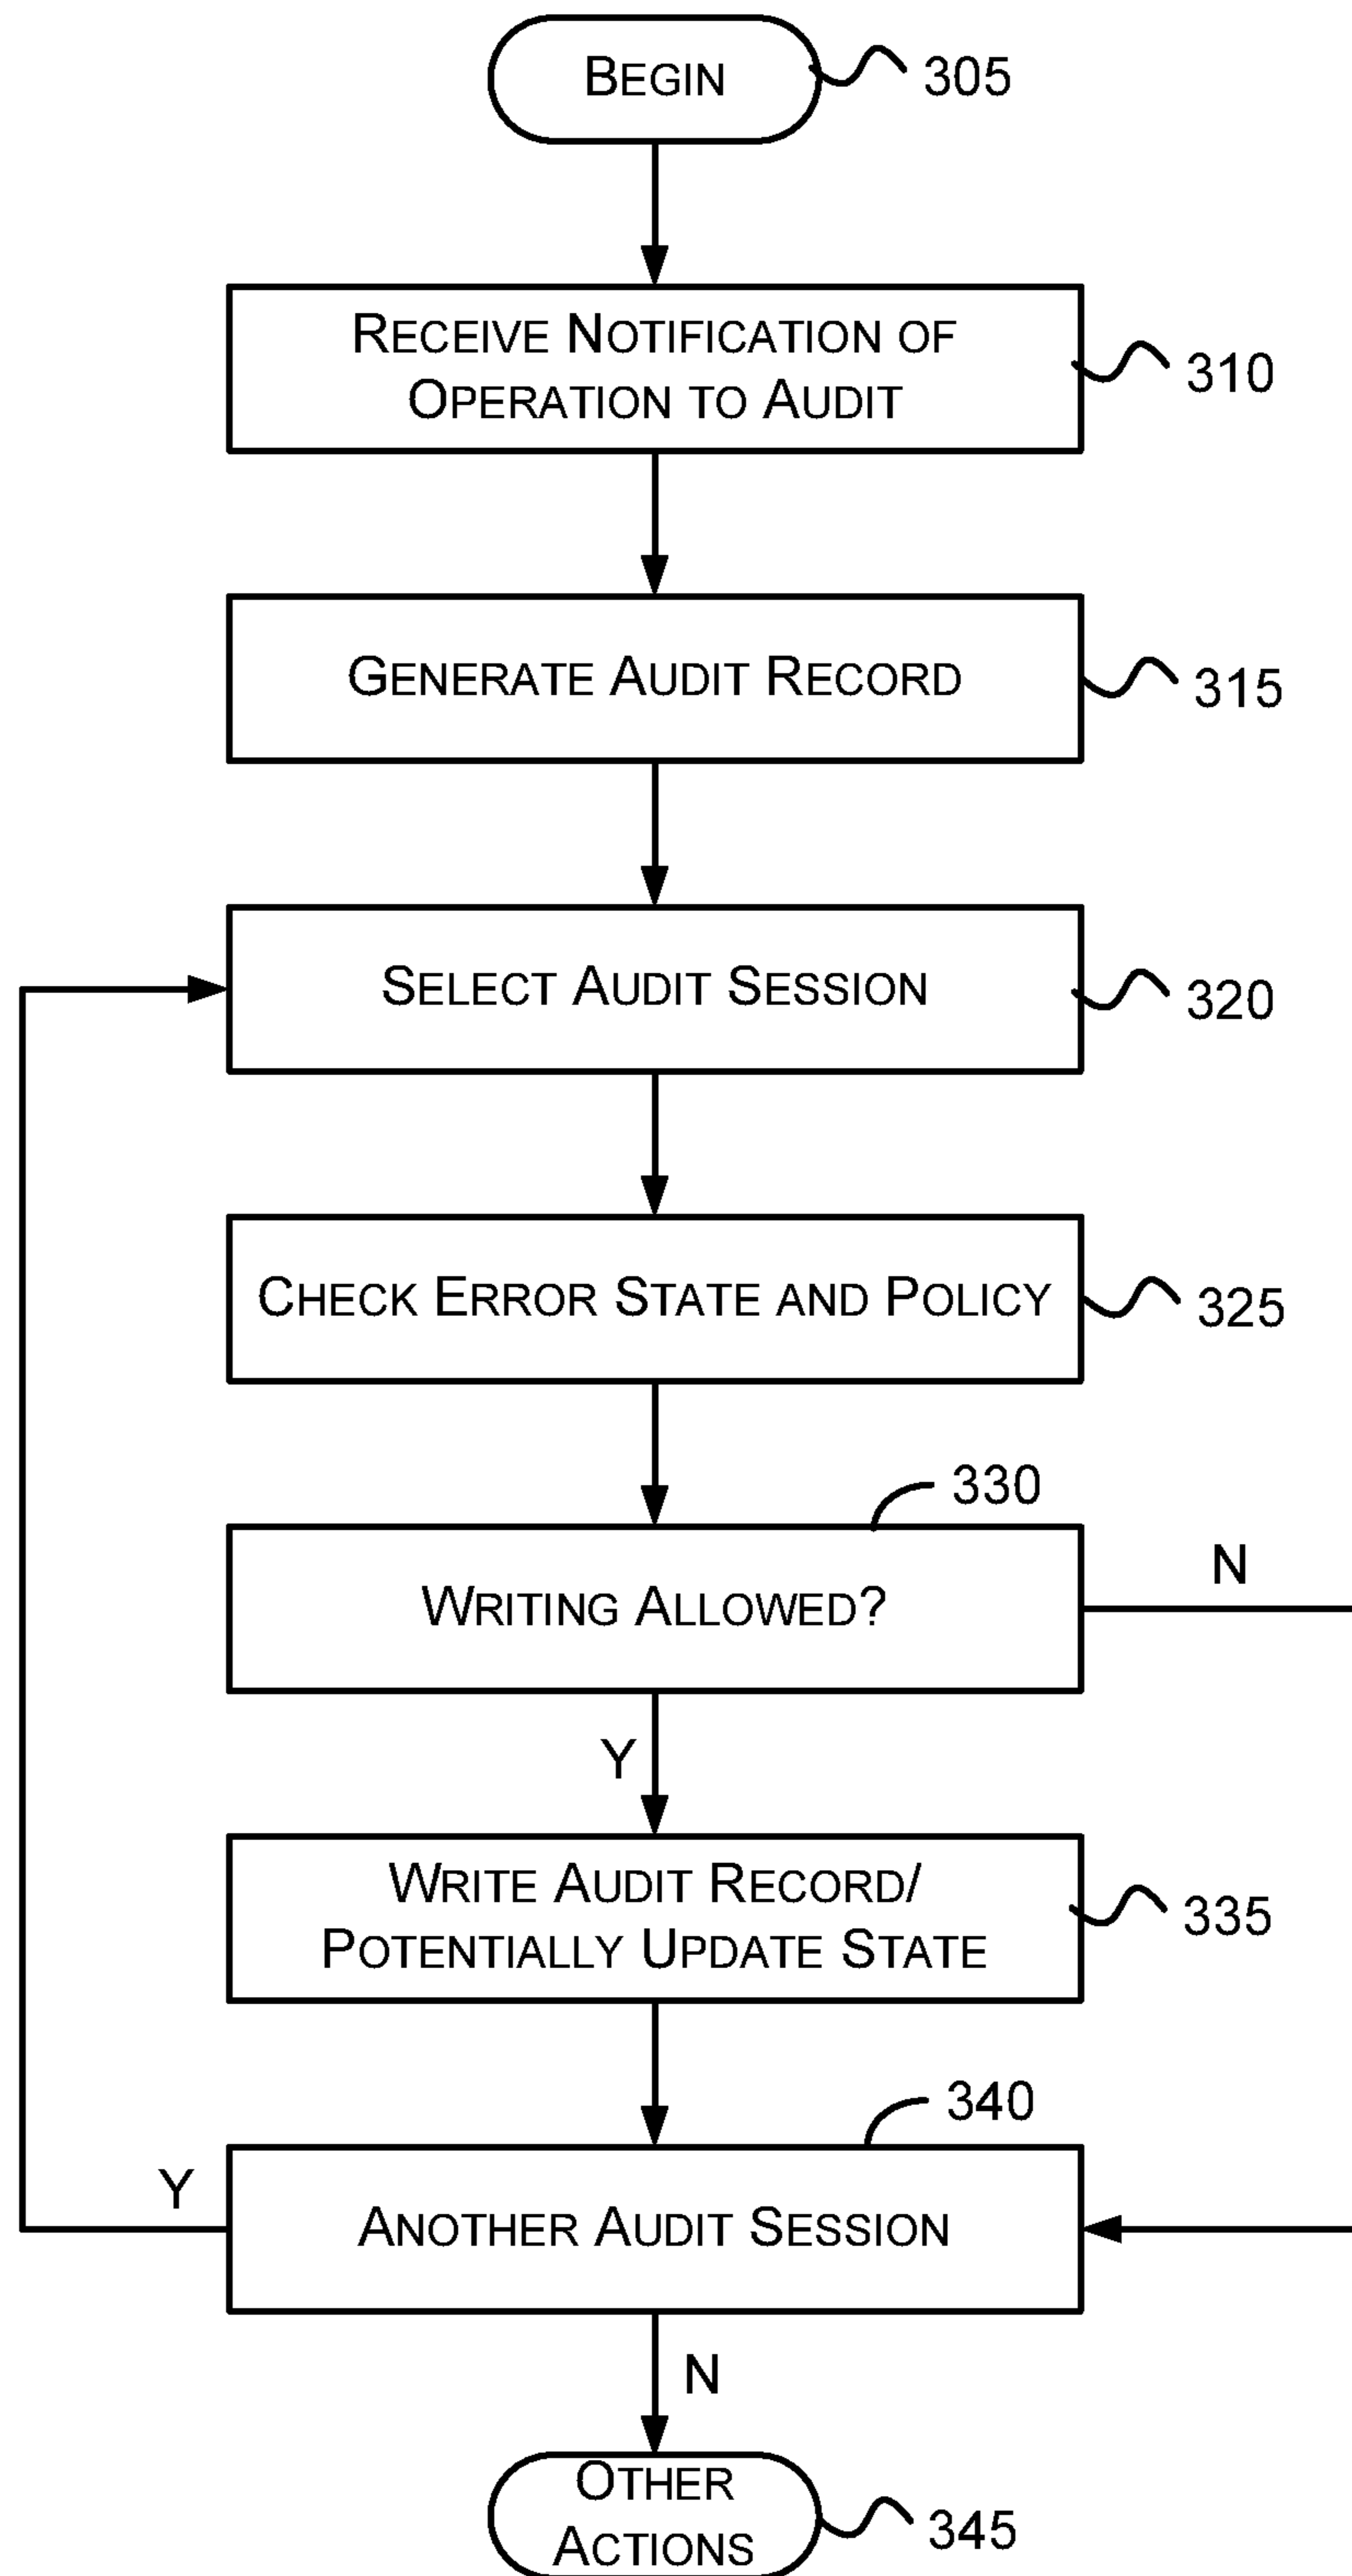 BEGIN
305
RECEIVE NOTIFICATION OF
OPERATION TO AUDIT
310
GENERATE AUDIT RECORD
315
SELECT AUDIT SESSION
320
CHECK ERROR STATE AND POLICY
325
330
WRITING ALLOWED?
N
Y
WRITE AUDIT RECORD/
POTENTIALLY UPDATE STATE
335
340
Y
ANOTHER AUDIT SESSION
N
OTHER
ACTIONS
345